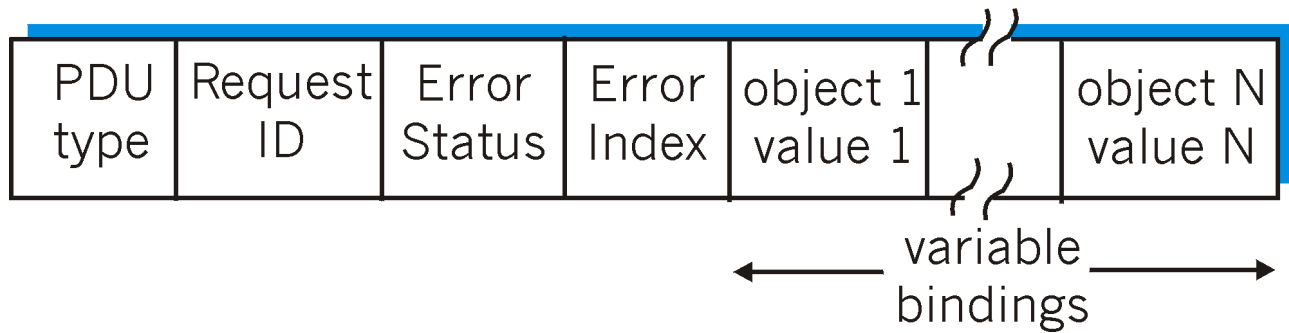 PDU
type
Request
ID
Error
Status
Error
Index
object 1
value 1
object N
value N
variable
bindings